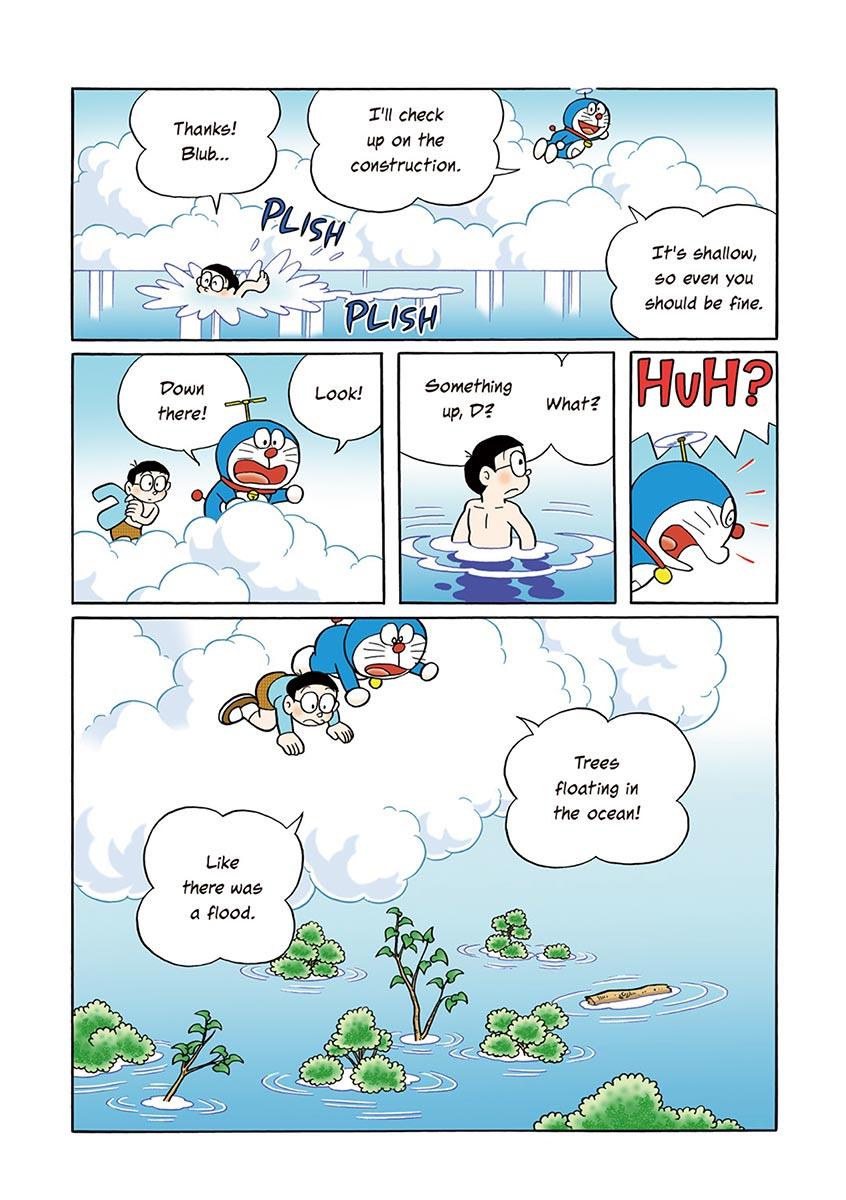 It's shallow,
so even you
should be fine.
I'll check
up on the
construction.
Thanks!
Blub...
PLISH
PLISH
HUH?
What?
Something
up, D?
Look!
Down
there!
Trees
floating in
the ocean!
Like
there was
a flood.